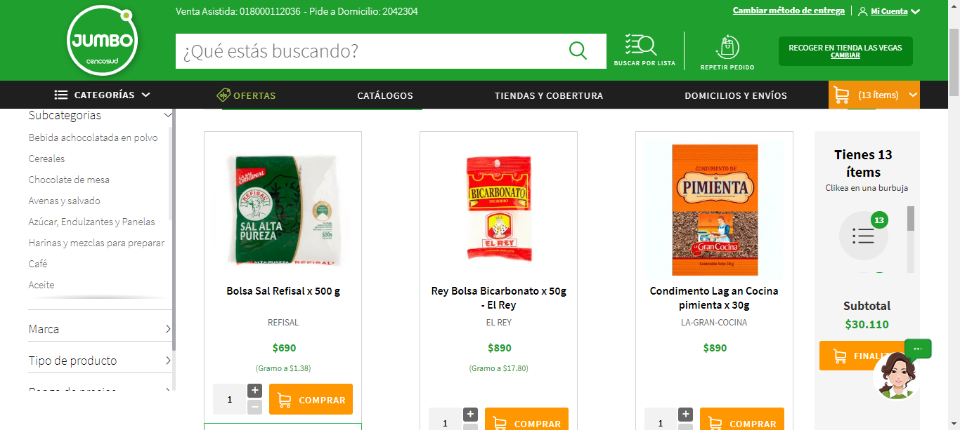 Venta Asistida: 018000112036 - Pide a Domicilio: 2042304
Cambiar método de entrega
Mi Cuenta
JUMBO
cencosud
¿Qué estás buscando?
BUSCAR POR LISTA
REPETIR PEDIDO
RECOGER EN TIENDA LAS VEGAS
CAMBIAR
CATEGORÍAS
OFERTAS
CATÁLOGOS
TIENDAS Y COBERTURA
DOMICILIOS Y ENVÍOS
(13 ítems)
Subcategorías
Bebida achocolatada en polvo
Cereales
Chocolate de mesa
Avenas y salvado
Azúcar, Endulzantes y Panelas
Harinas y mezclas para preparar
Café
Aceite
Marca
Tipo de producto
Rango de precios
REFISAL
SAL ALTA
PUREZA
Bolsa Sal Refisal x 500 g
REFISAL
$690
(Gramo a $1.38)
1
+
COMPRAR
BICARBONATO
EL REY
Rey Bolsa Bicarbonato x 50g
- El Rey
EL REY
$890
(Gramo a $17.80)
1
+
COMPRAR
CONDIMENTO DE
PIMIENTA
La Gran Cocina
Condimento Lag an Cocina
pimienta x 30g
LA-GRAN-COCINA
$890
1
+
COMPRAR
Tienes 13
ítems
Clikea en una burbuja
13
Subtotal
$30.110